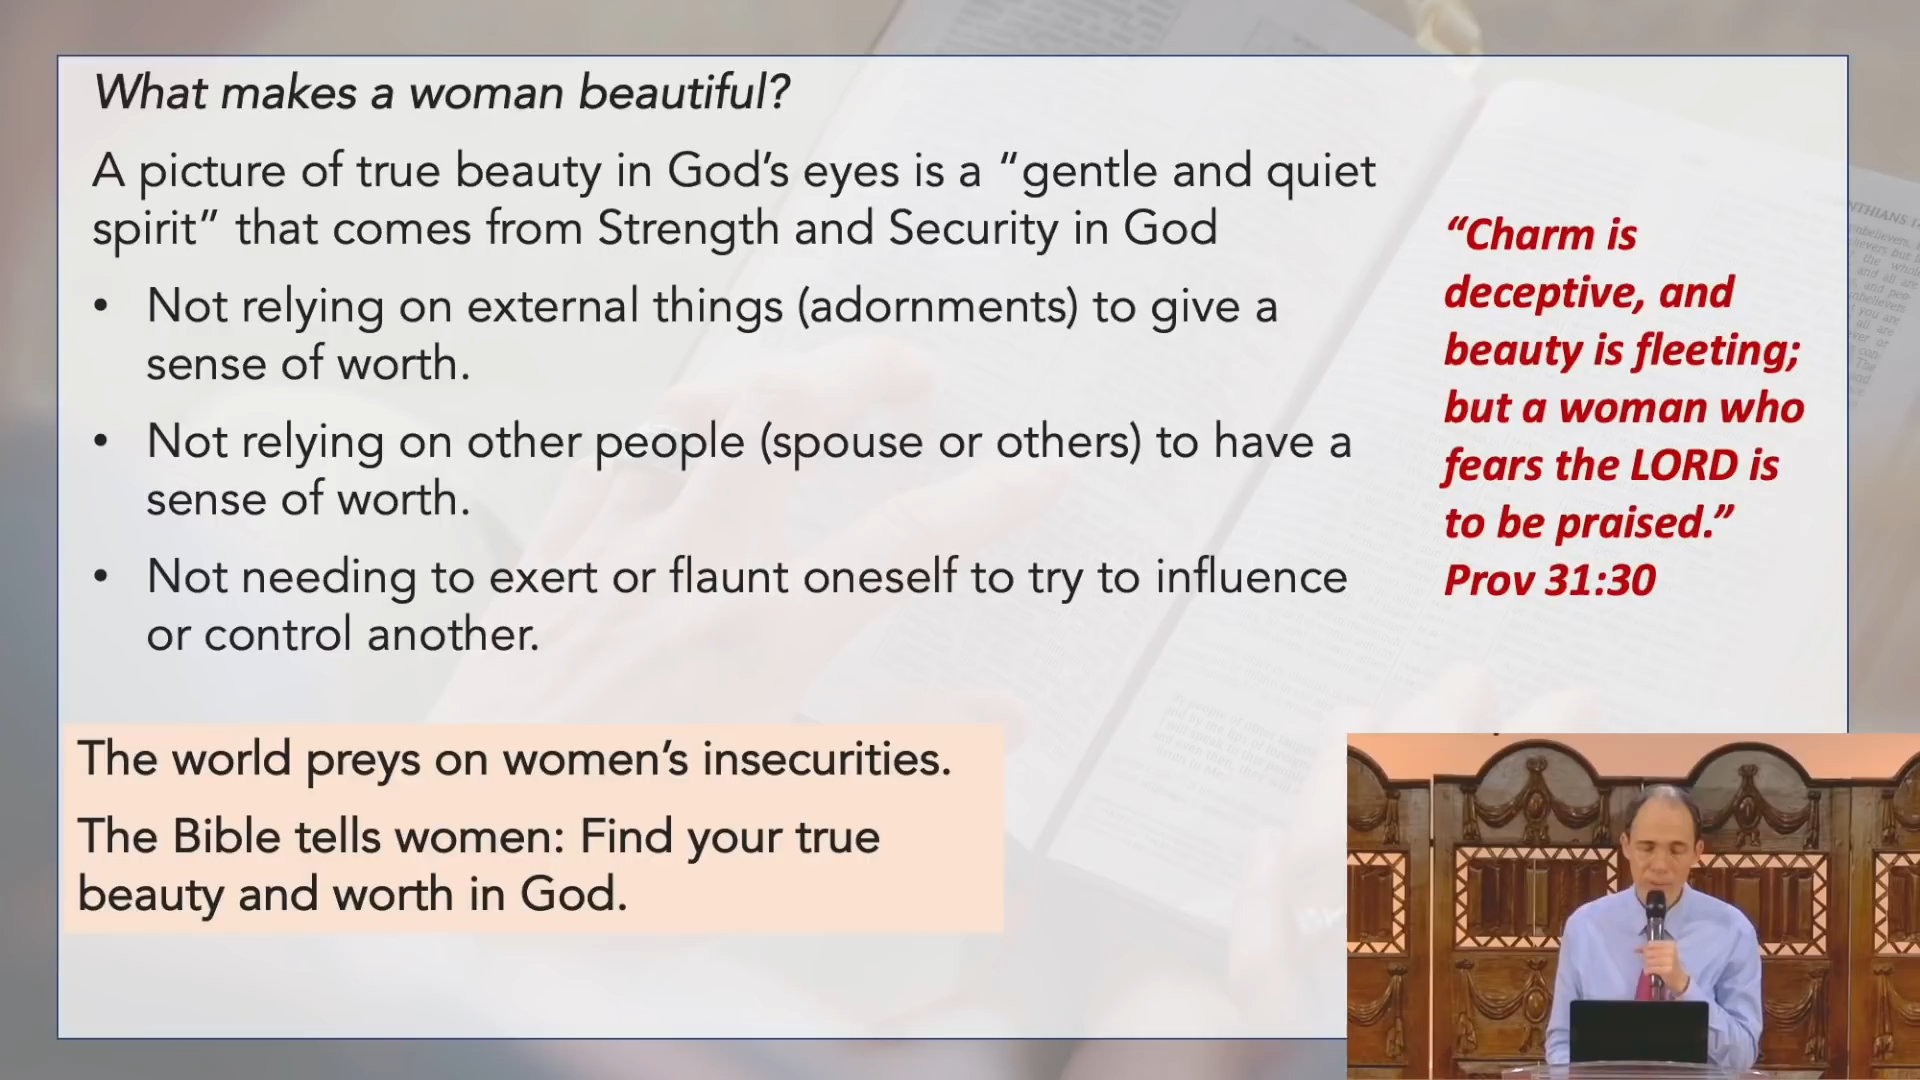 What makes a woman beautiful?
A picture of true beauty in God’s eyes is a “gentle and quiet
spirit” that comes from Strength and Security in God
• Not relying on external things (adornments) to give a
sense of worth.
• Not relying on other people (spouse or others) to have a
sense of worth.
• Not needing to exert or flaunt oneself to try to influence
or control another.
The world preys on women’s insecurities.
The Bible tells women: Find your true
beauty and worth in God.
“Charm is
deceptive, and
beauty is fleeting;
but a woman who
fears the LORD is
to be praised.”
Prov 31:30